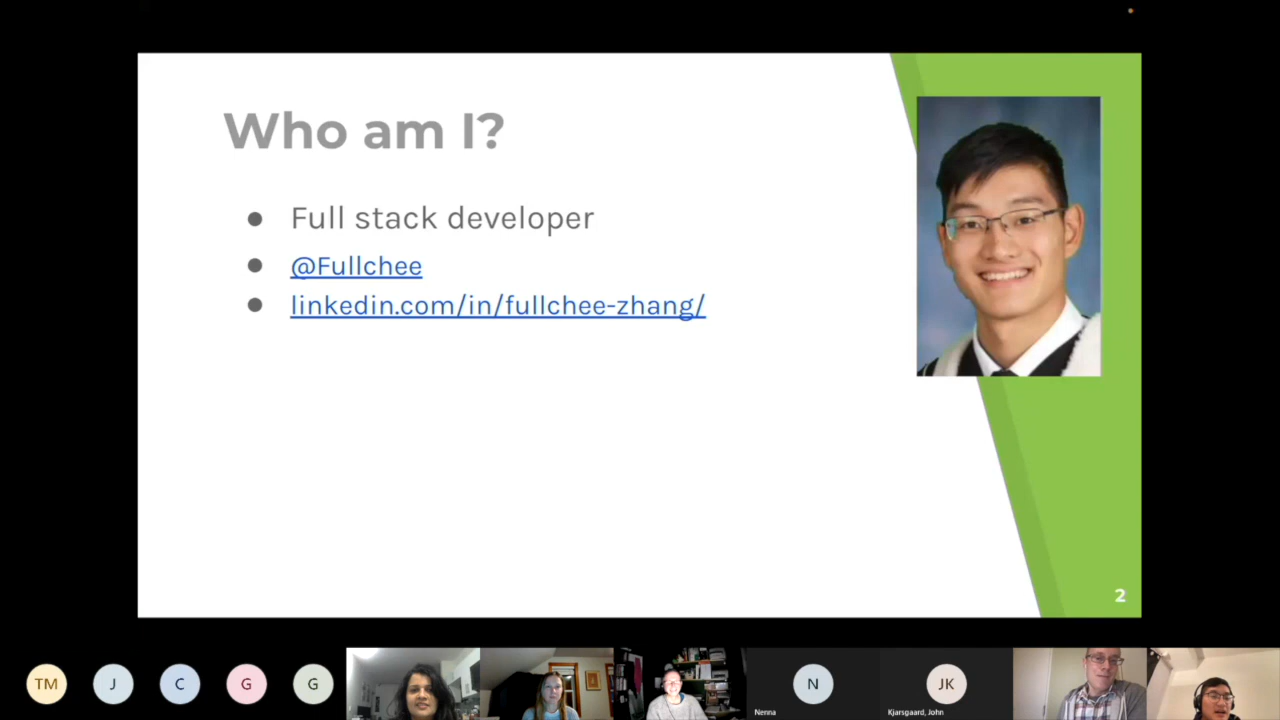 Who am I?
● Full stack developer
● @Fullchee
● linkedin.com/in/fullchee-zhang/
2
TM
J
C
G
G
N
Nenna
JK
Kjarsgaard, John